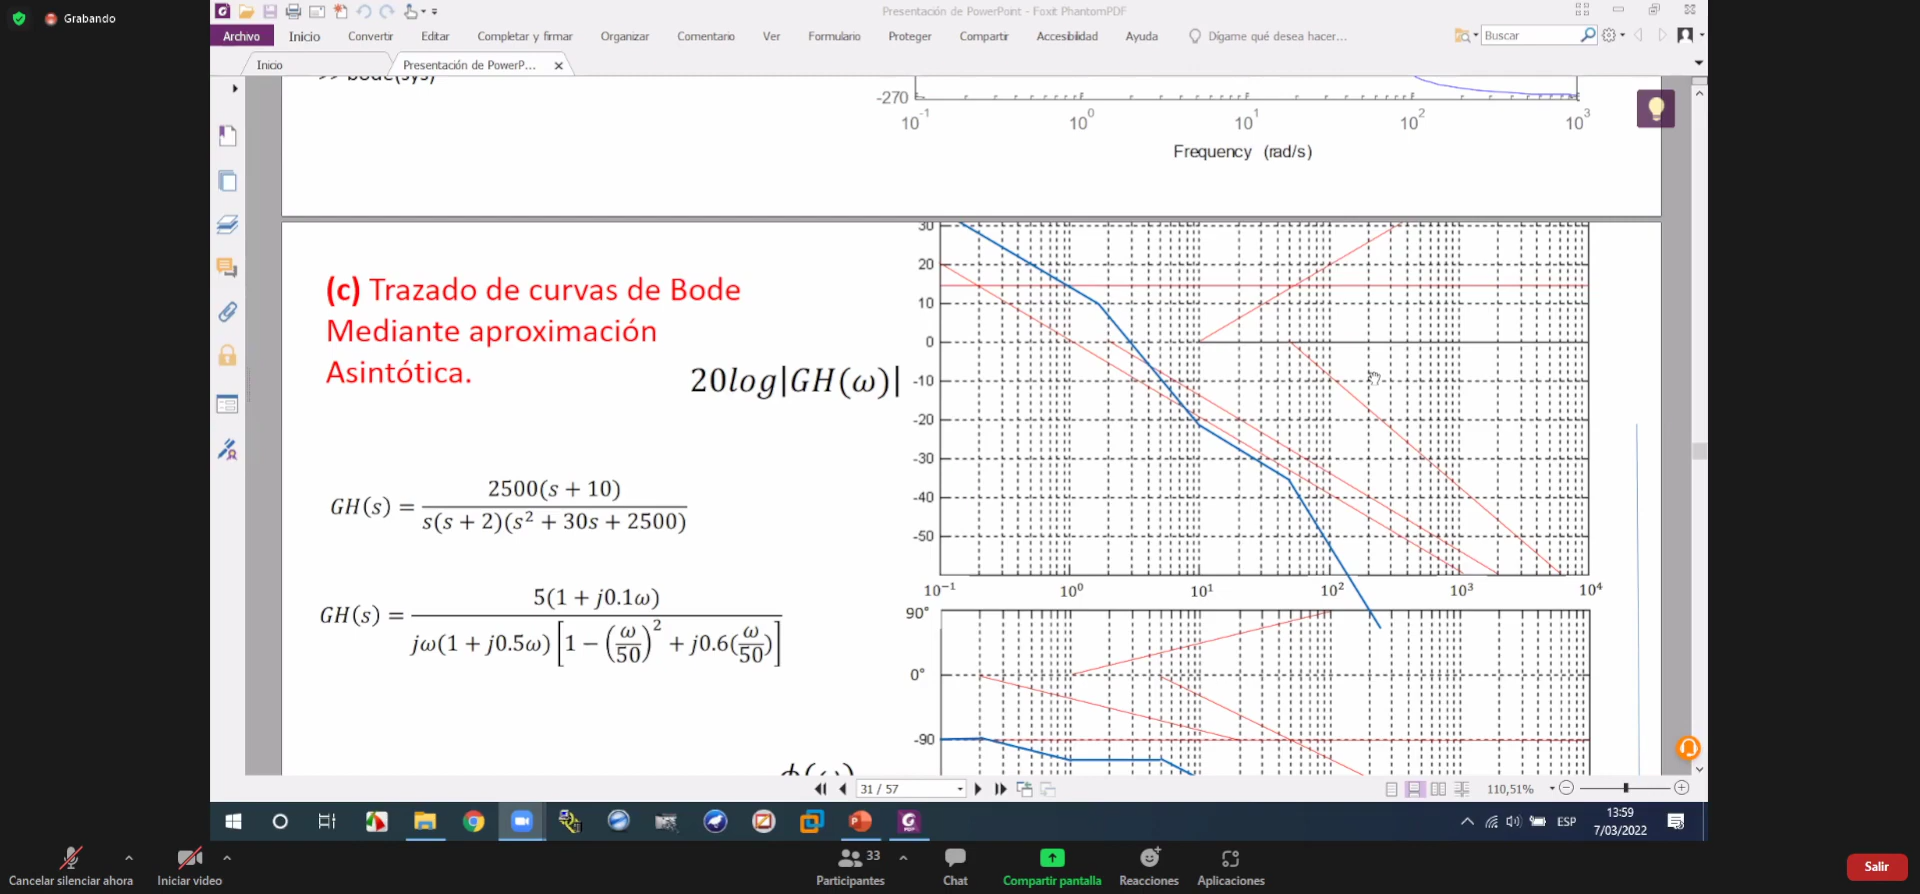 Grabando
Presentación de PowerPoint - Foxit PhantomPDF
Archivo Inicio Convertir Editar Completar y firmar Organizar Comentario Ver Formulario Proteger Compartir Accesibilidad Ayuda Dígame qué desea hacer... Buscar
Inicio Presentación de PowerP...
>> bode(sys)
-270
10^-1 10^0 10^1 10^2 10^3
Frequency (rad/s)
(c) Trazado de curvas de Bode
Mediante aproximación
Asintótica.
20log|GH(ω)|
GH(s) = 2500(s + 10) / s(s + 2)(s² + 30s + 2500)
GH(s) = 5(1 + j0.1ω) / jω(1 + j0.5ω) [1 − (ω/50)² + j0.6(ω/50)]
30
20
10
0
-10
-20
-30
-40
-50
10^-1 10^0 10^1 10^2 10^3 10^4
90°
0°
-90
ϕ(ω)
31 / 57
110,51%
ESP
13:59
7/03/2022
Cancelar silenciar ahora
Iniciar video
33
Participantes
Chat
Compartir pantalla
Reacciones
Aplicaciones
Salir